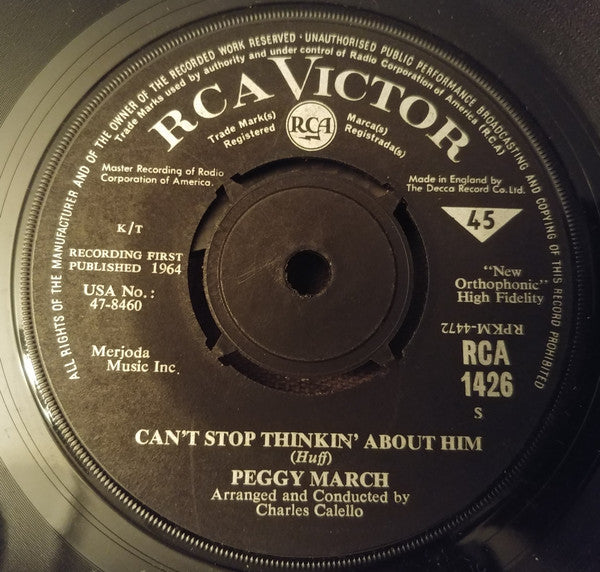 ALL RIGHTS OF THE MANUFACTURER AND OF THE OWNER OF THE RECORDED WORK RESERVED · UNAUTHORISED PUBLIC PERFORMANCE BROADCASTING AND COPYING OF THIS RECORD PROHIBITED
Trade Marks used by authority and under control of Radio Corporation of America (RCA)
RCA VICTOR
Trade Mark(s)
Registered
RCA
Marca(s)
Registrada(s)
Master Recording of Radio
Corporation of America.
Made in England by
The Decca Record Co. Ltd.
K/T
45
RECORDING FIRST
PUBLISHED 1964
USA No.:
47-8460
"New
Orthophonic"
High Fidelity
RPKM-4472
Merjoda
Music Inc.
RCA
1426
S
CAN'T STOP THINKIN' ABOUT HIM
(Huff)
PEGGY MARCH
Arranged and Conducted by
Charles Calello